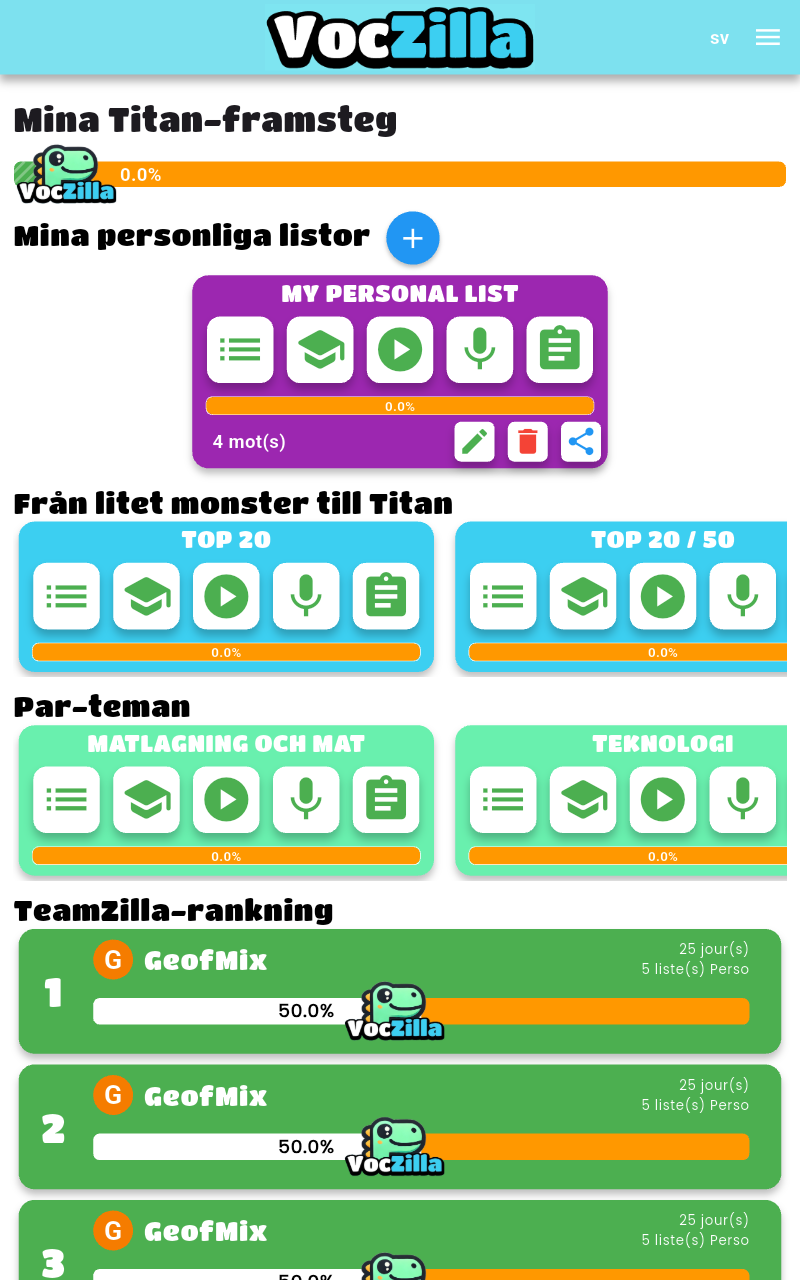 VocZilla
sv
Mina Titan-framsteg
0.0%
VocZilla
Mina personliga listor
MY PERSONAL LIST
0.0%
4 mot(s)
Från litet monster till Titan
TOP 20
TOP 20 / 50
0.0%
0.0%
Par-teman
MATLAGNING OCH MAT
TEKNOLOGI
0.0%
0.0%
TeamZilla-rankning
1
G
GeofMix
25 jour(s)
5 liste(s) Perso
50.0%
VocZilla
2
G
GeofMix
25 jour(s)
5 liste(s) Perso
50.0%
VocZilla
3
G
GeofMix
25 jour(s)
5 liste(s) Perso
50.0%